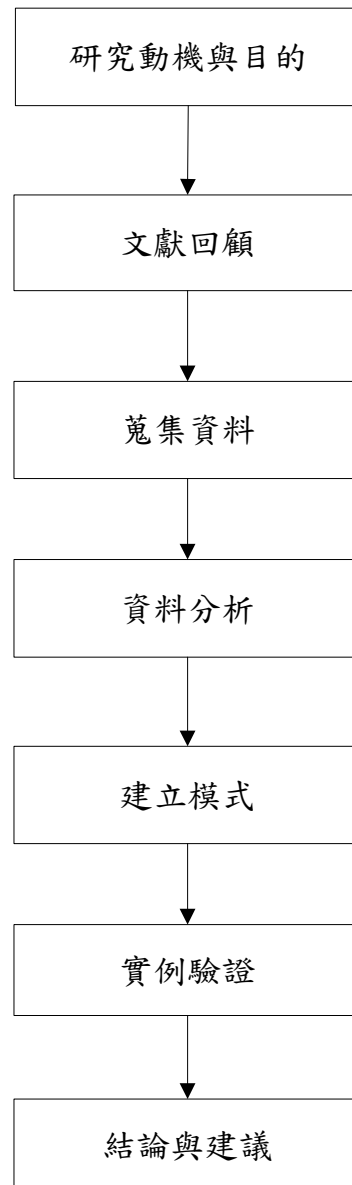 研究動機與目的
文獻回顧
蒐集資料
資料分析
建立模式
實例驗證
結論與建議